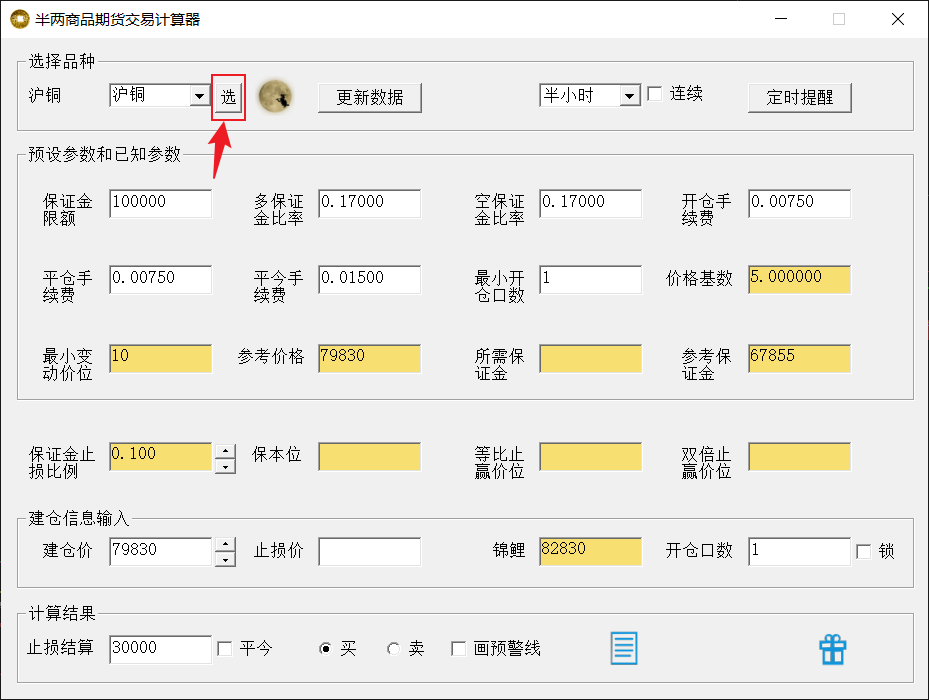 半两商品期货交易计算器
选择品种
沪铜 沪铜 选 更新数据 半小时 连续 定时提醒
预设参数和已知参数
保证金限额 100000 多保证金比率 0.17000 空保证金比率 0.17000 开仓手续费 0.00750
平仓手续费 0.00750 平今手续费 0.01500 最小开仓口数 1 价格基数 5.000000
最小变动价位 10 参考价格 79830 所需保证金 参考保证金 67855
保证金止损比例 0.100 保本位 等比止赢价位 双倍止赢价位
建仓信息输入
建仓价 79830 止损价 锦鲤 82830 开仓口数 1 锁
计算结果
止损结算 30000 平今 买 卖 画预警线